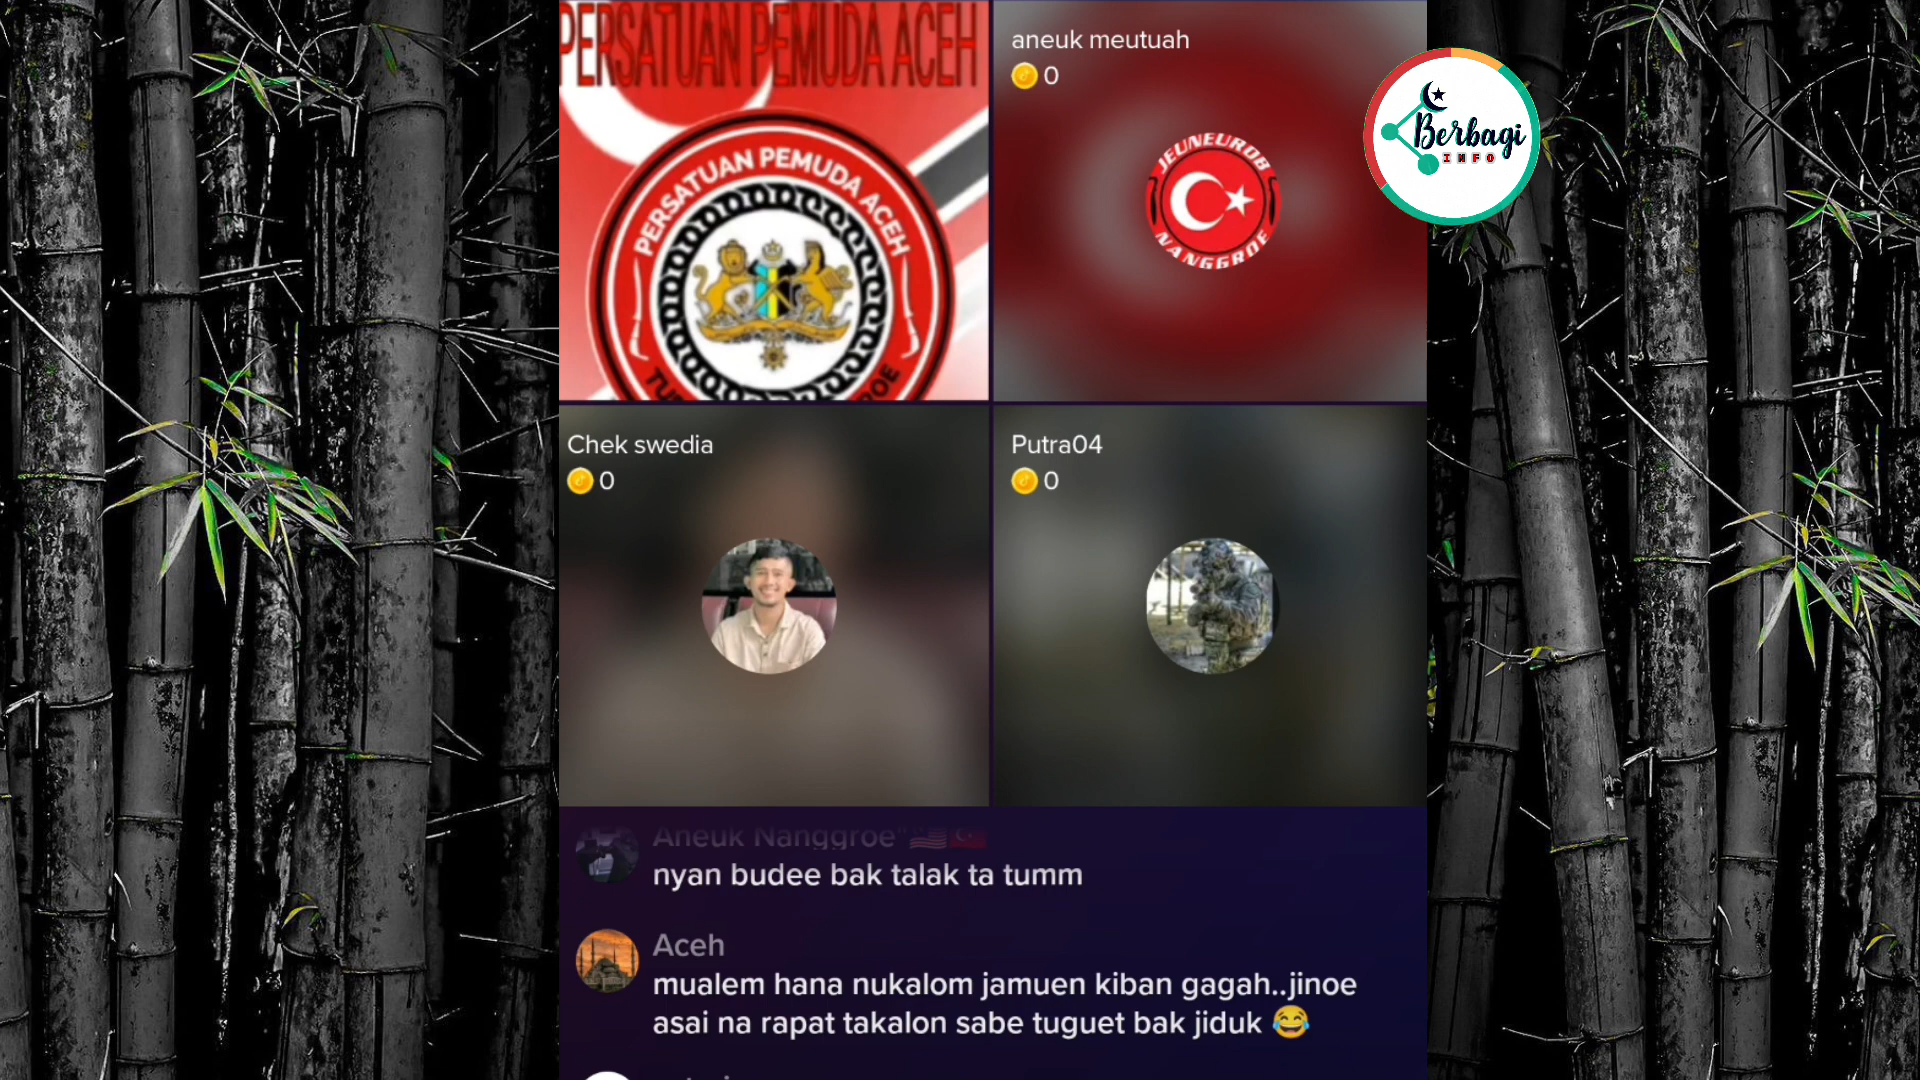 PERSATUAN PEMUDA ACEH
PERSATUAN PEMUDA ACEH
aneuk meutuah
0
JEUNEUROB
NANGGROE
Berbagi
INFO
Chek swedia
0
Putra04
0
Aneuk Nanggroe"
nyan budee bak talak ta tumm
Aceh
mualem hana nukalom jamuen kiban gagah..jinoe
asai na rapat takalon sabe tuguet bak jiduk 😂